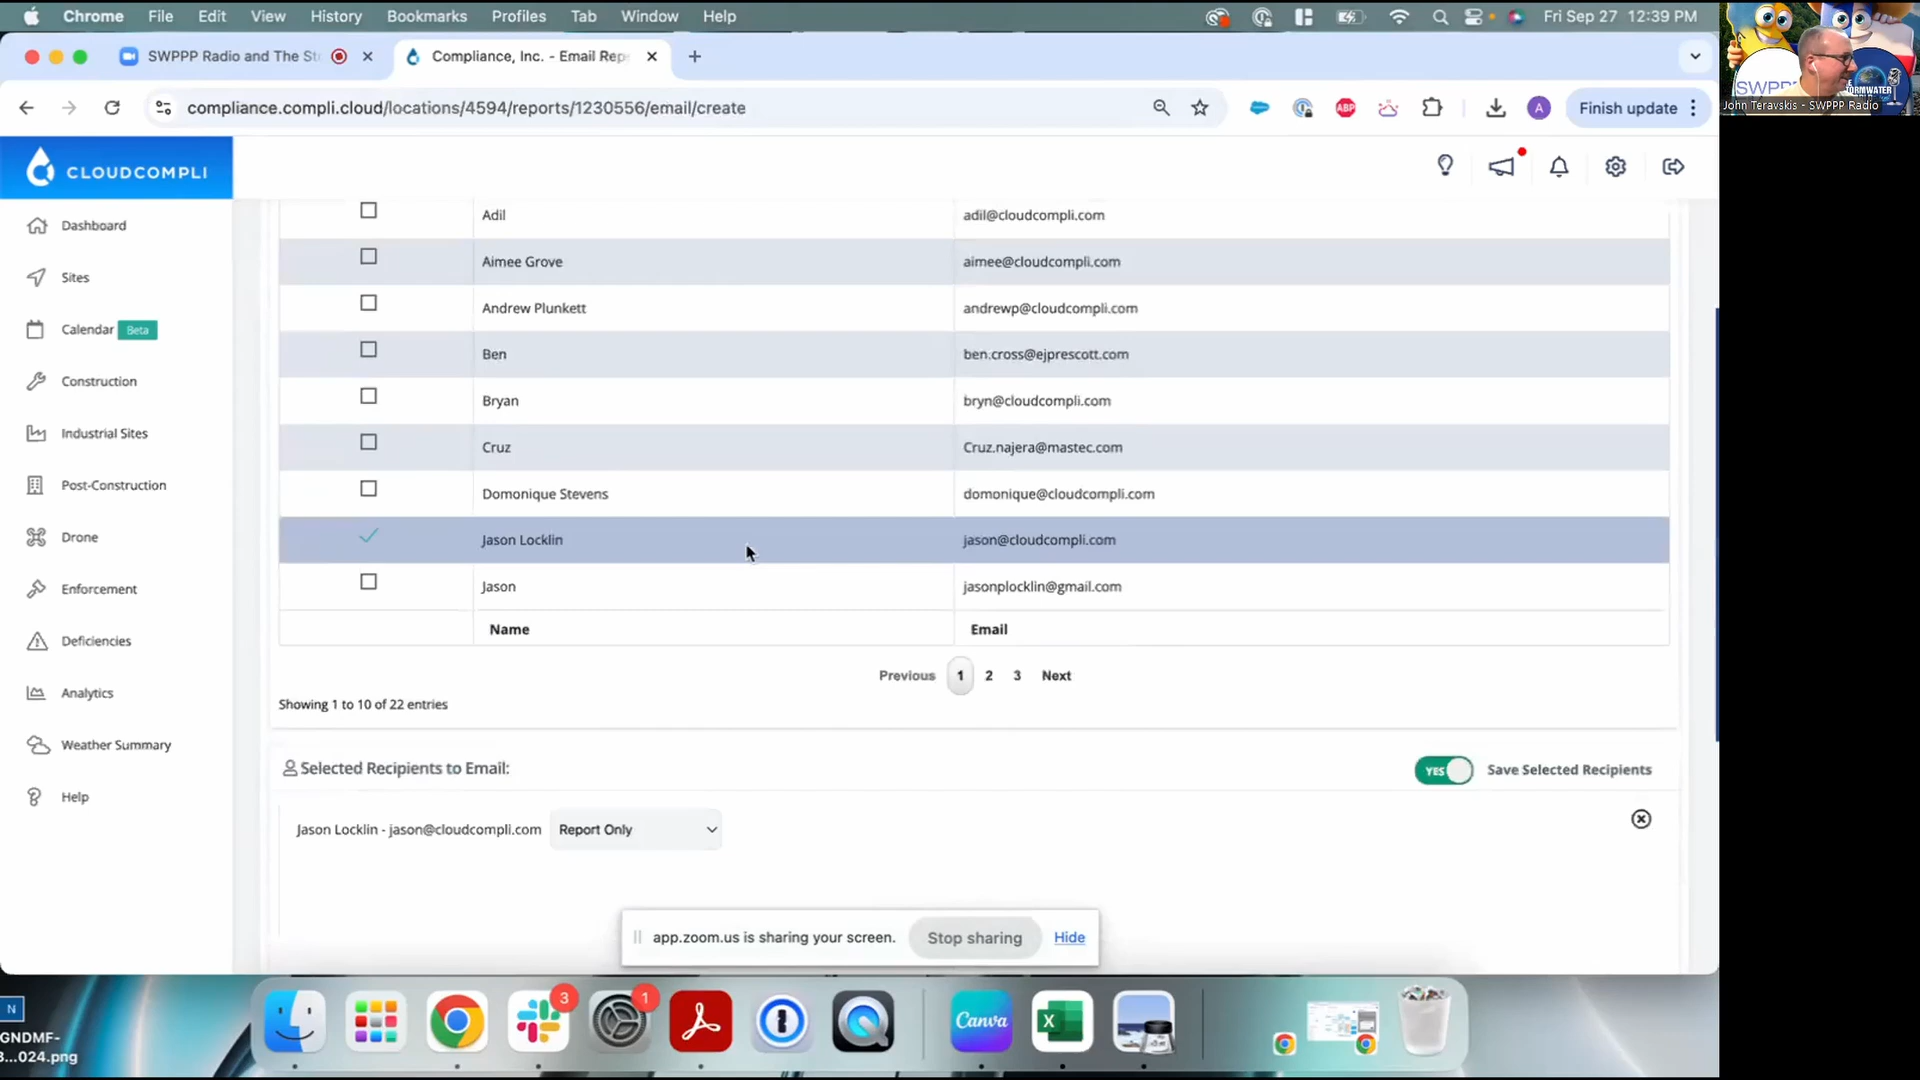 Chrome File Edit View History Bookmarks Profiles Tab Window Help Fri Sep 27 12:39 PM
SWPPP Radio and The St Compliance, Inc. - Email Rep
compliance.compli.cloud/locations/4594/reports/1230556/email/create ABP A Finish update
SWPPP
TORMWATER
John Teravskis - SWPPP Radio
CLOUDCOMPLI
Dashboard
Sites
Calendar Beta
Construction
Industrial Sites
Post-Construction
Drone
Enforcement
Deficiencies
Analytics
Weather Summary
Help
Adil adil@cloudcompli.com
Aimee Grove aimee@cloudcompli.com
Andrew Plunkett andrewp@cloudcompli.com
Ben ben.cross@ejprescott.com
Bryan bryn@cloudcompli.com
Cruz Cruz.najera@mastec.com
Domonique Stevens domonique@cloudcompli.com
Jason Locklin jason@cloudcompli.com
Jason jasonplocklin@gmail.com
Name Email
Previous 1 2 3 Next
Showing 1 to 10 of 22 entries
Selected Recipients to Email: YES Save Selected Recipients
Jason Locklin - jason@cloudcompli.com Report Only
app.zoom.us is sharing your screen. Stop sharing Hide
N
GNDMF-
3...024.png
3
1
Canva
X